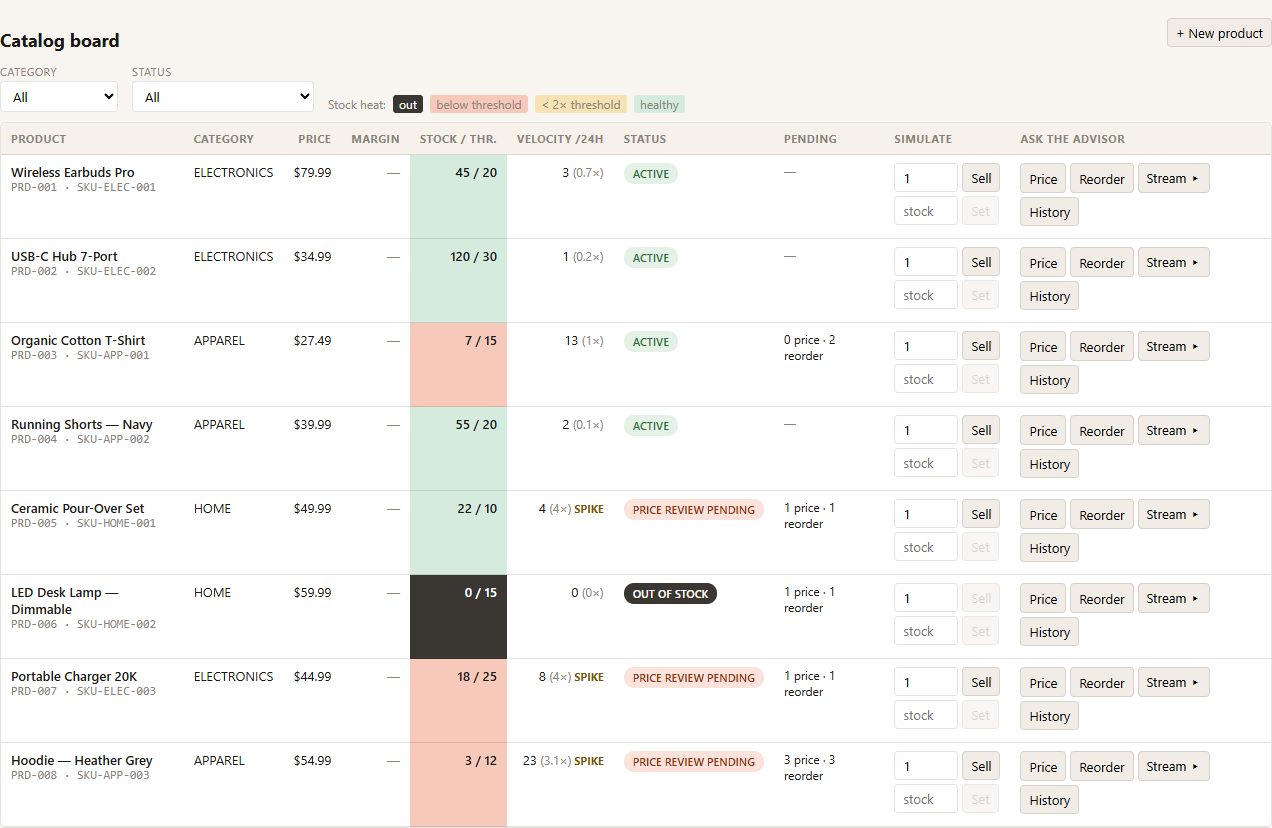 Catalog board
+ New product
CATEGORY STATUS
All All Stock heat: out below threshold < 2× threshold healthy
PRODUCT CATEGORY PRICE MARGIN STOCK / THR. VELOCITY /24H STATUS PENDING SIMULATE ASK THE ADVISOR
Wireless Earbuds Pro ELECTRONICS $79.99 — 45 / 20 3 (0.7×) ACTIVE — 1 Sell Price Reorder Stream ▸
PRD-001 · SKU-ELEC-001
stock Set History
USB-C Hub 7-Port ELECTRONICS $34.99 — 120 / 30 1 (0.2×) ACTIVE — 1 Sell Price Reorder Stream ▸
PRD-002 · SKU-ELEC-002
stock Set History
Organic Cotton T-Shirt APPAREL $27.49 — 7 / 15 13 (1×) ACTIVE 0 price · 2 1 Sell Price Reorder Stream ▸
PRD-003 · SKU-APP-001 reorder
stock Set History
Running Shorts — Navy APPAREL $39.99 — 55 / 20 2 (0.1×) ACTIVE — 1 Sell Price Reorder Stream ▸
PRD-004 · SKU-APP-002
stock Set History
Ceramic Pour-Over Set HOME $49.99 — 22 / 10 4 (4×) SPIKE PRICE REVIEW PENDING 1 price · 1 1 Sell Price Reorder Stream ▸
PRD-005 · SKU-HOME-001 reorder
stock Set History
LED Desk Lamp — HOME $59.99 — 0 / 15 0 (0×) OUT OF STOCK 1 price · 1 1 Sell Price Reorder Stream ▸
Dimmable reorder
PRD-006 · SKU-HOME-002
stock Set History
Portable Charger 20K ELECTRONICS $44.99 — 18 / 25 8 (4×) SPIKE PRICE REVIEW PENDING 1 price · 1 1 Sell Price Reorder Stream ▸
PRD-007 · SKU-ELEC-003 reorder
stock Set History
Hoodie — Heather Grey APPAREL $54.99 — 3 / 12 23 (3.1×) SPIKE PRICE REVIEW PENDING 3 price · 3 1 Sell Price Reorder Stream ▸
PRD-008 · SKU-APP-003 reorder
stock Set History